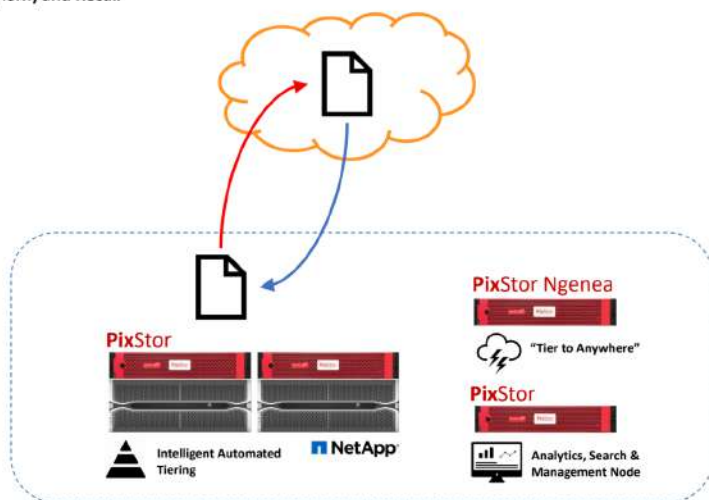 PixStor Ngenea
"Tier to Anywhere"
PixStor
PixStor
Intelligent Automated
Tiering
NetApp
Analytics, Search &
Management Node